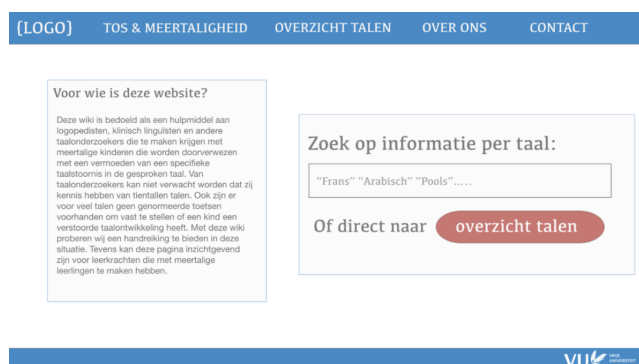 {LOGO} TOS & MEERTALIGHEID OVERZICHT TALEN OVER ONS CONTACT
Voor wie is deze website?
Deze wiki is bedoeld als een hulpmiddel aan
logopedisten, klinisch linguïsten en andere
taalonderzoekers die te maken krijgen met
meertalige kinderen die worden doorverwezen
met een vermoeden van een specifieke
taalstoornis in de gesproken taal. Van
taalonderzoekers kan niet verwacht worden dat zij
kennis hebben van tientallen talen. Ook zijn er
voor veel talen geen genormeerde toetsen
voorhanden om vast te stellen of een kind een
verstoorde taalontwikkeling heeft. Met deze wiki
proberen wij een handreiking te bieden in deze
situatie. Tevens kan deze pagina inzichtgevend
zijn voor leerkrachten die met meertalige
leerlingen te maken hebben.
Zoek op informatie per taal:
“Frans” “Arabisch” “Pools”…..
Of direct naar overzicht talen
VU VRIJE
UNIVERSITEIT